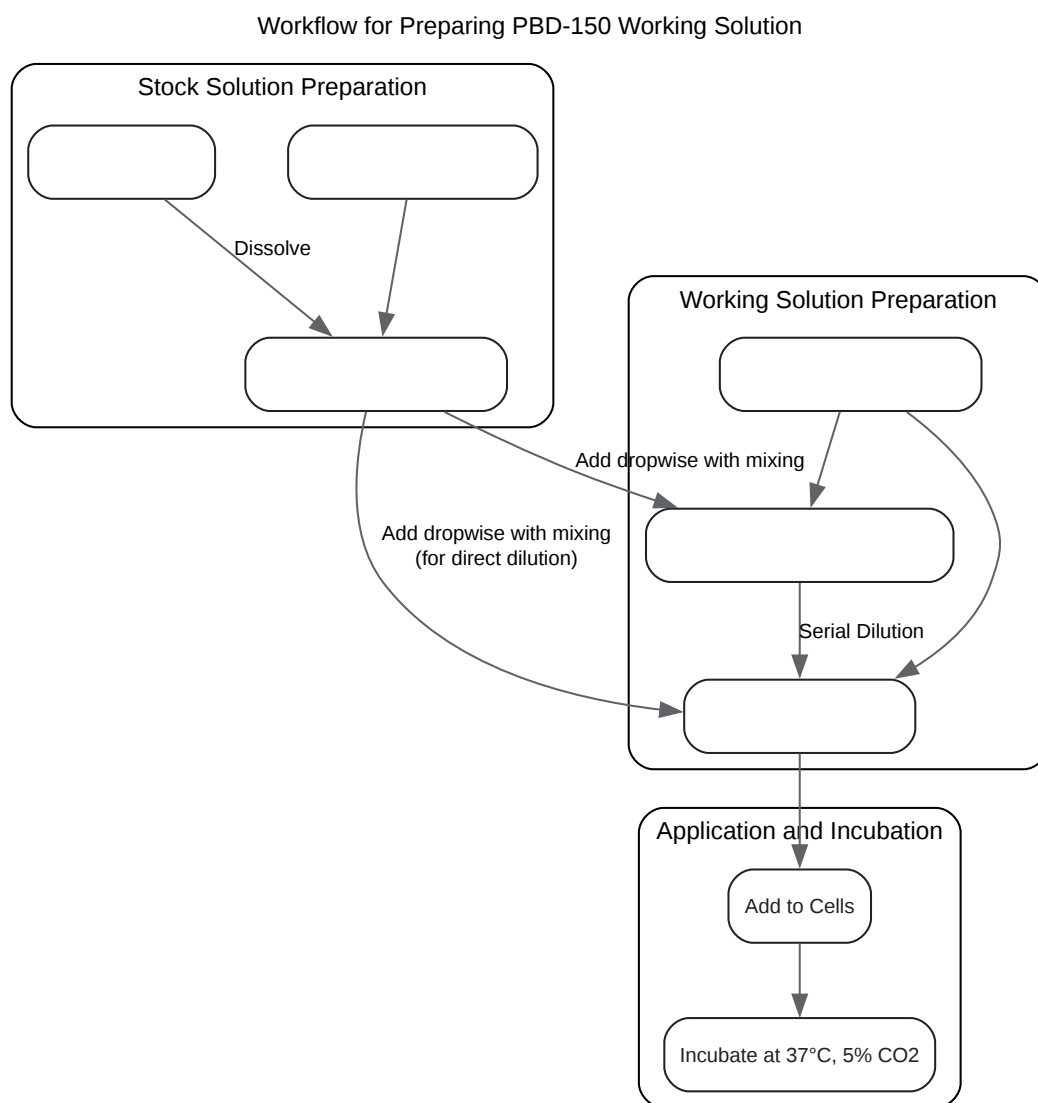 Workflow for Preparing PBD-150 Working Solution
Stock Solution Preparation
Dissolve
Working Solution Preparation
Add dropwise with mixing
Add dropwise with mixing
(for direct dilution)
Serial Dilution
Application and Incubation
Add to Cells
Incubate at 37°C, 5% CO2